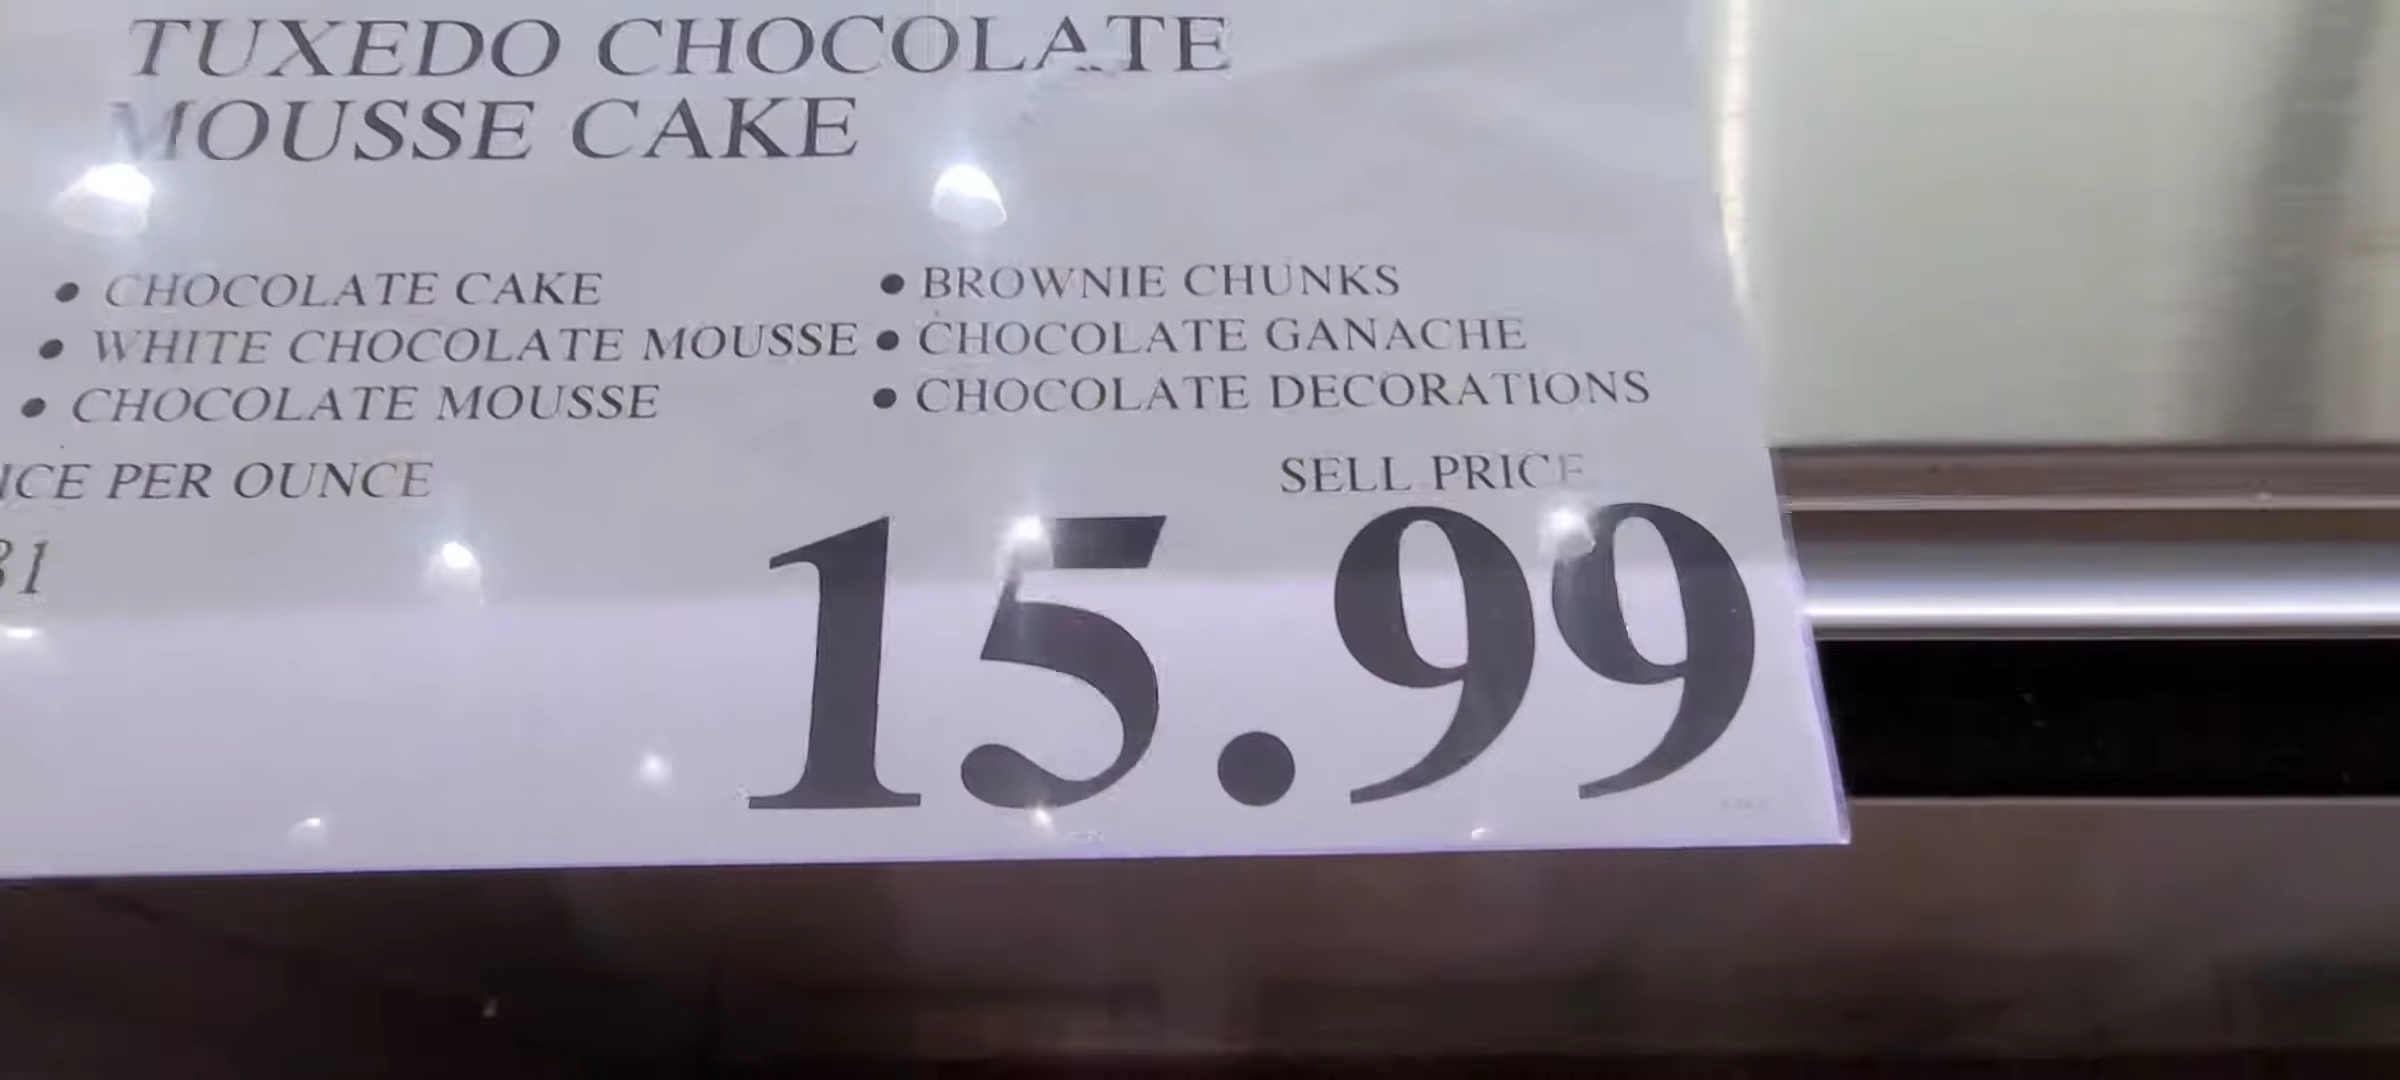 TUXEDO CHOCOLATE
MOUSSE CAKE
• CHOCOLATE CAKE
• WHITE CHOCOLATE MOUSSE
• CHOCOLATE MOUSSE
• BROWNIE CHUNKS
• CHOCOLATE GANACHE
• CHOCOLATE DECORATIONS
PER OUNCE
SELL PRICE
15.99